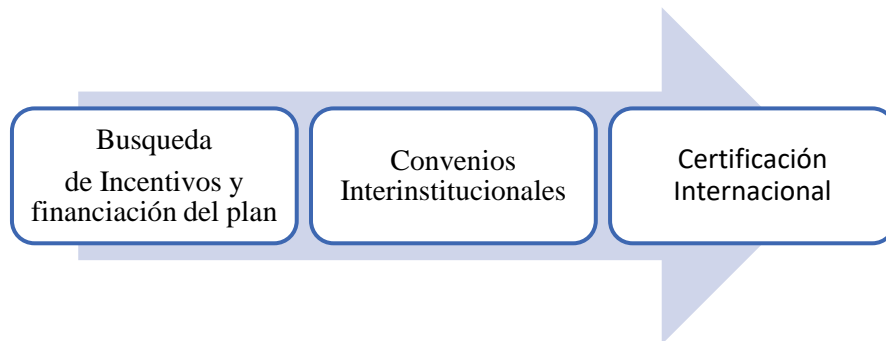 Busqueda
de Incentivos y
financiación del plan
Convenios
Interinstitucionales
Certificación
Internacional